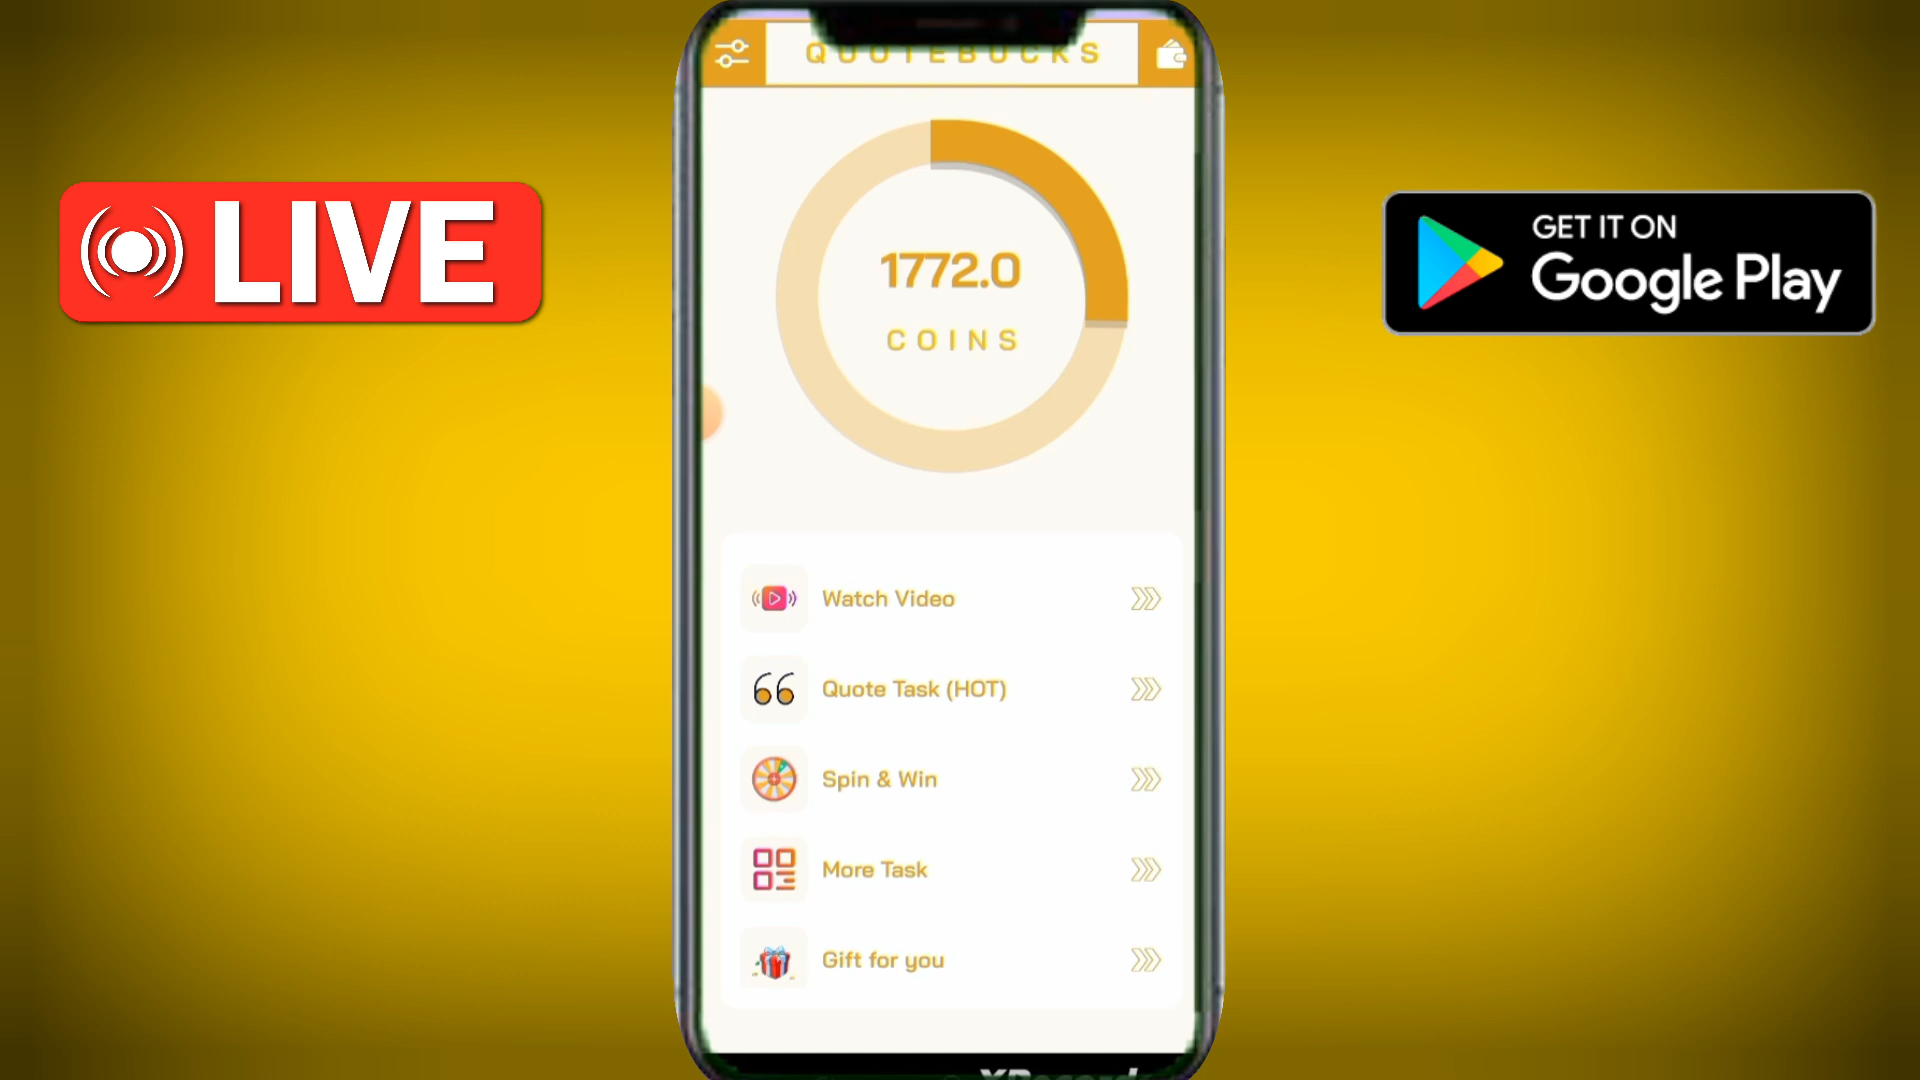 QUOTEBUCKS
LIVE
GET IT ON
Google Play
1772.0
COINS
Watch Video
Quote Task (HOT)
Spin & Win
More Task
Gift for you